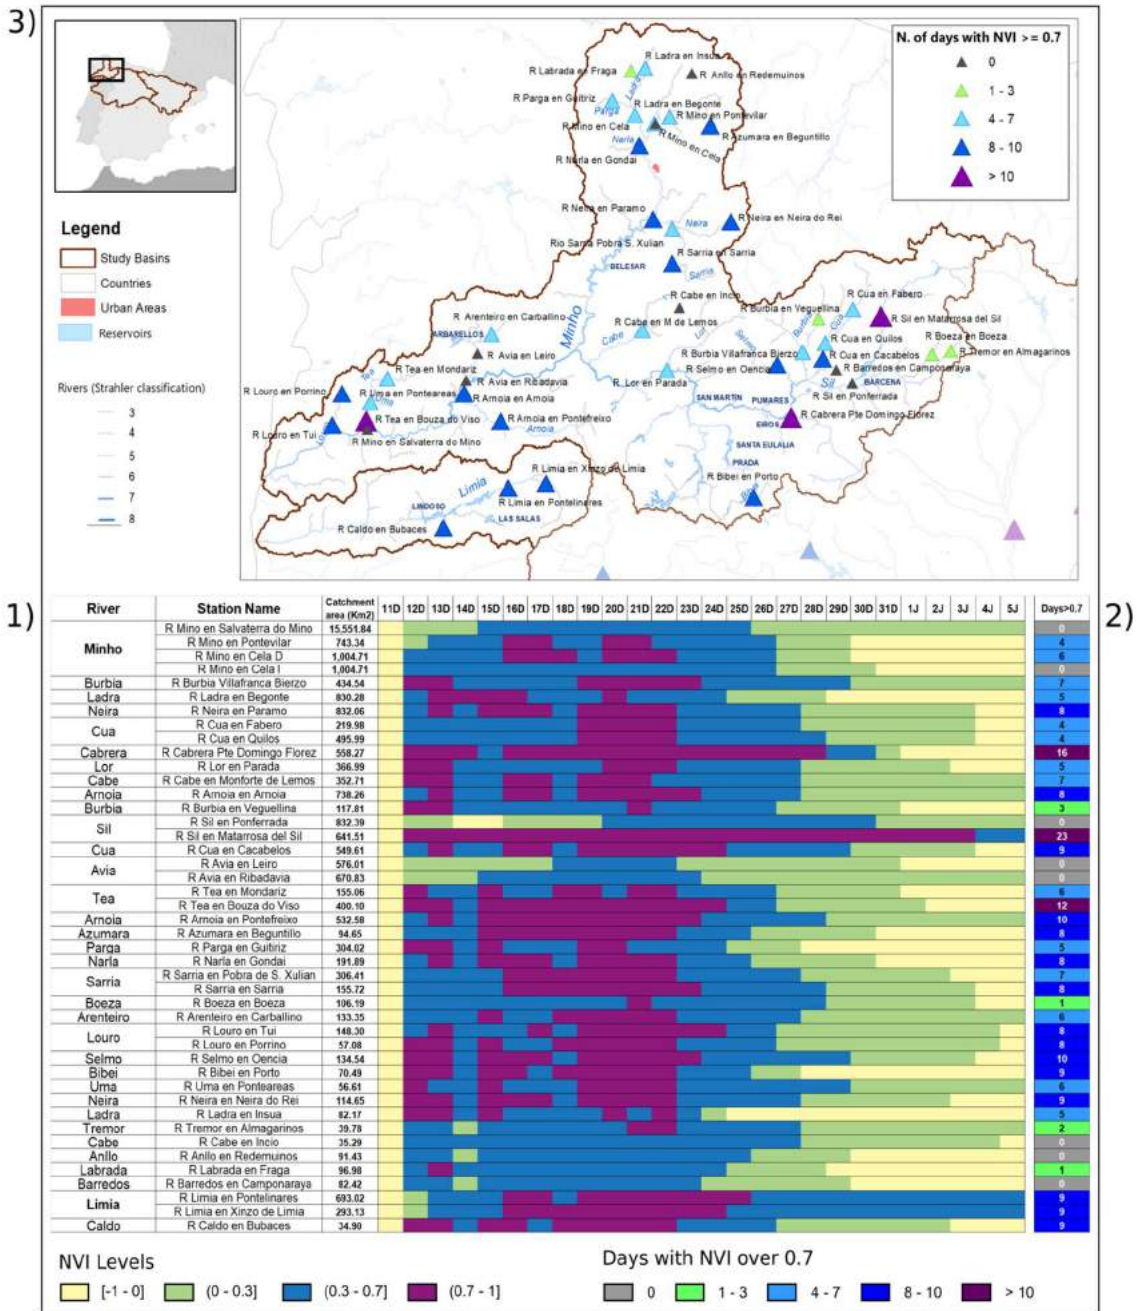 3)
N. of days with NVI >= 0.7
0
1 - 3
4 - 7
8 - 10
> 10
R Ladra en Insua
R Labrada en Fraga
R Anllo en Redemuinos
Ladra
R Parga en Guitiriz
Parga
R Ladra en Begonte
R Mino en Pontevilar
R Mino en Cela
R Azumara en Beguntillo
Narla
R Mino en Cela
R Narla en Gondai
R Neira en Paramo
Neira
R Neira en Neira do Rei
Rio Sarria Pobra S. Xulian
R Sarria en Sarria
BELESAR
Sarria
R Cabe en Incio
R Cua en Fabero
R Burbia en Veguellina
R Arenteiro en Carballino
Minho
R Cabe en M de Lemos
Burbia
Cua
R Sil en Matarrosa del Sil
ARBARELLOS
Cabe
Lor
Selmo
R Cua en Quilos
R Boeza en Boeza
R Avia en Leiro
R Burbia Villafranca Bierzo
R Cua en Cacabelos
R Tremor en Almagarinos
Tea
R Tea en Mondariz
R Lor en Parada
R Selmo en Oencia
R Barredos en Camponaraya
R Avia en Ribadavia
Sil
BARCENA
R Louro en Porrino
R Uma en Ponteareas
R Arnoia en Arnoia
SAN MARTIN
PUMARES
R Sil en Ponferrada
R Tea en Bouza do Viso
R Arnoia en Pontefreixo
R Cabrera Pte Domingo Florez
R Louro en Tui
Arnoia
EIROS
R Mino en Salvaterra do Mino
SANTA EULALIA
R Limia en Xinzo de Limia
PRADA
Limia
R Bibei en Porto
R Limia en Pontelinares
LINDOSO
LAS SALAS
R Caldo en Bubaces
Legend
Study Basins
Countries
Urban Areas
Reservoirs
Rivers (Strahler classification)
3
4
5
6
7
8
1)
2)
River Station Name Catchment area (Km2) 11D 12D 13D 14D 15D 16D 17D 18D 19D 20D 21D 22D 23D 25D 26D 27D 28D 29D 30D 31D 1J 2J 3J 4J 5J Days>0.7
Minho R Mino en Salvaterra do Mino 15,551.84 0
R Mino en Pontevilar 743.34 4
R Mino en Cela D 1,004.71 6
R Mino en Cela I 1,004.71 0
Burbia R Burbia Villafranca Bierzo 434.54 7
Ladra R Ladra en Begonte 830.28 5
Neira R Neira en Paramo 832.06 8
Cua R Cua en Fabero 219.98 4
R Cua en Quilos 495.99 4
Cabrera R Cabrera Pte Domingo Florez 558.27 16
Lor R Lor en Parada 366.99 5
Cabe R Cabe en Monforte de Lemos 352.71 7
Arnoia R Arnoia en Arnoia 738.26 8
Burbia R Burbia en Veguellina 117.81 3
Sil R Sil en Ponferrada 832.39 0
R Sil en Matarrosa del Sil 641.51 23
Cua R Cua en Cacabelos 549.61 9
Avia R Avia en Leiro 576.01 0
R Avia en Ribadavia 670.83 0
Tea R Tea en Mondariz 155.06 6
R Tea en Bouza do Viso 400.10 12
Arnoia R Arnoia en Pontefreixo 532.58 10
Azumara R Azumara en Beguntillo 94.65 8
Parga R Parga en Guitiriz 304.02 5
Narla R Narla en Gondai 191.89 8
Sarria R Sarria en Pobra de S. Xulian 306.41 7
R Sarria en Sarria 155.72 8
Boeza R Boeza en Boeza 106.19 1
Arenteiro R Arenteiro en Carballino 133.35 6
Louro R Louro en Tui 148.30 8
R Louro en Porrino 57.08 8
Selmo R Selmo en Oencia 134.54 10
Bibei R Bibei en Porto 70.49 9
Uma R Uma en Ponteareas 56.61 6
Neira R Neira en Neira do Rei 114.65 9
Ladra R Ladra en Insua 82.17 5
Tremor R Tremor en Almagarinos 39.78 2
Cabe R Cabe en Incio 35.29 0
Anllo R Anllo en Redemuinos 91.43 0
Labrada R Labrada en Fraga 96.98 1
Barredos R Barredos en Camponaraya 82.42 0
Limia R Limia en Pontelinares 693.02 9
R Limia en Xinzo de Limia 293.13 9
Caldo R Caldo en Bubaces 34.90 9
NVI Levels
[-1 - 0] (0 - 0.3] (0.3 - 0.7] (0.7 - 1]
Days with NVI over 0.7
0 1 - 3 4 - 7 8 - 10 > 10